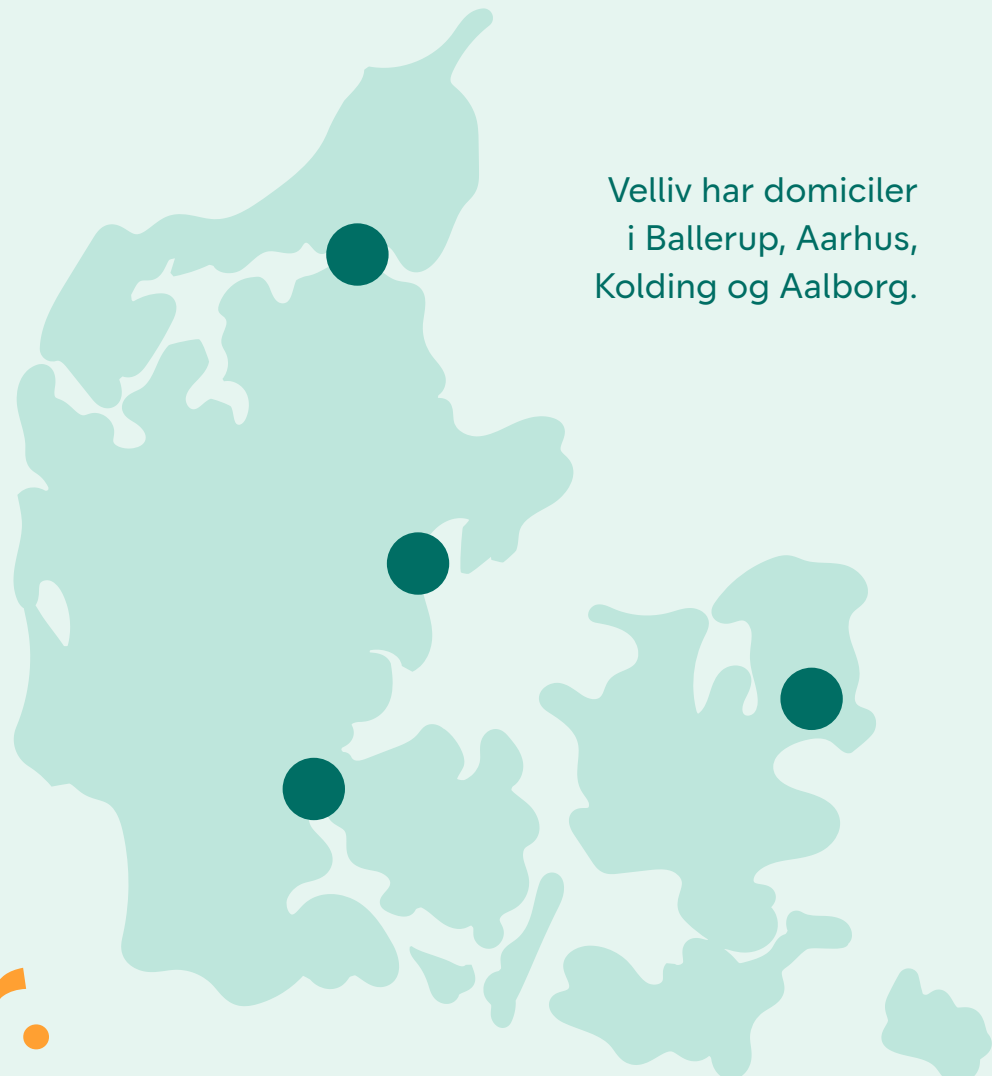 Velliv har domiciler
i Ballerup, Aarhus,
Kolding og Aalborg.